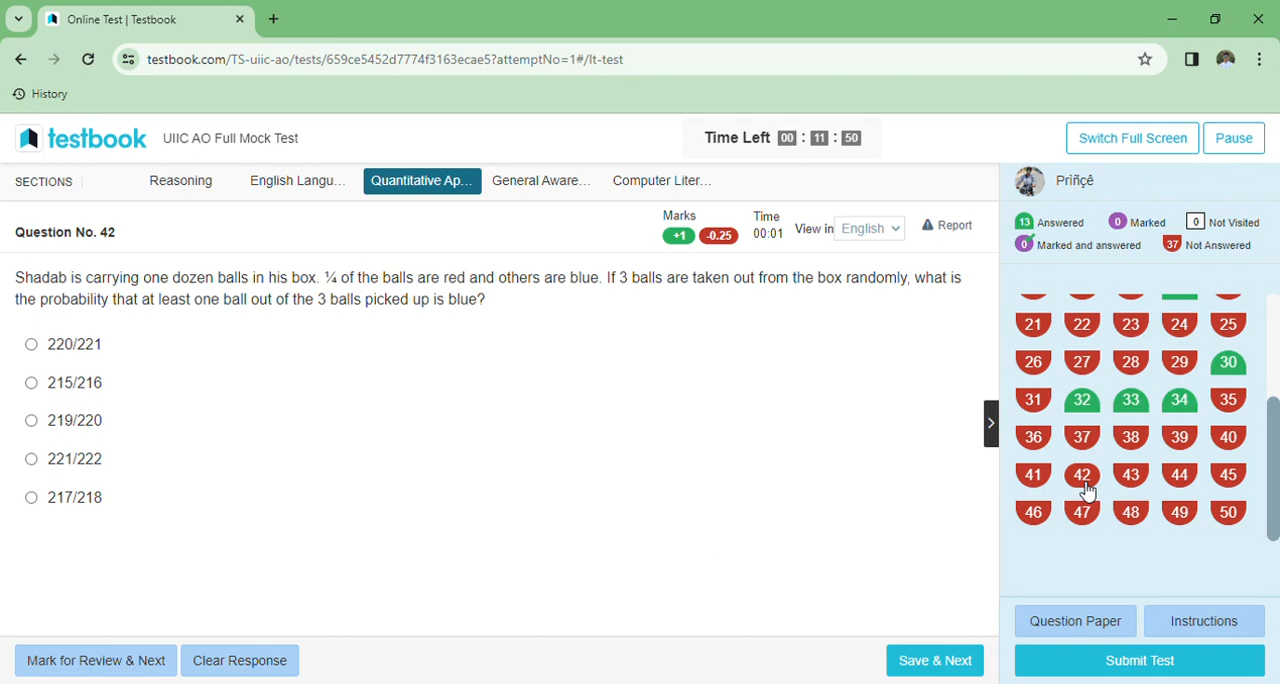 Online Test | Testbook
testbook.com/TS-uiic-ao/tests/659ce5452d7774f3163ecae5?attemptNo=1#/lt-test
History
testbook UIIC AO Full Mock Test Time Left 00 : 11 : 50 Switch Full Screen Pause
SECTIONS Reasoning English Langu... Quantitative Ap... General Aware... Computer Liter... Prïñçê
Question No. 42 Marks +1 -0.25 Time 00:01 View in English Report
13 Answered 0 Marked 0 Not Visited
0 Marked and answered 37 Not Answered
Shadab is carrying one dozen balls in his box. ¼ of the balls are red and others are blue. If 3 balls are taken out from the box randomly, what is
the probability that at least one ball out of the 3 balls picked up is blue?
220/221
215/216
219/220
221/222
217/218
21 22 23 24 25
26 27 28 29 30
31 32 33 34 35
36 37 38 39 40
41 42 43 44 45
46 47 48 49 50
Question Paper Instructions
Mark for Review & Next Clear Response Save & Next Submit Test